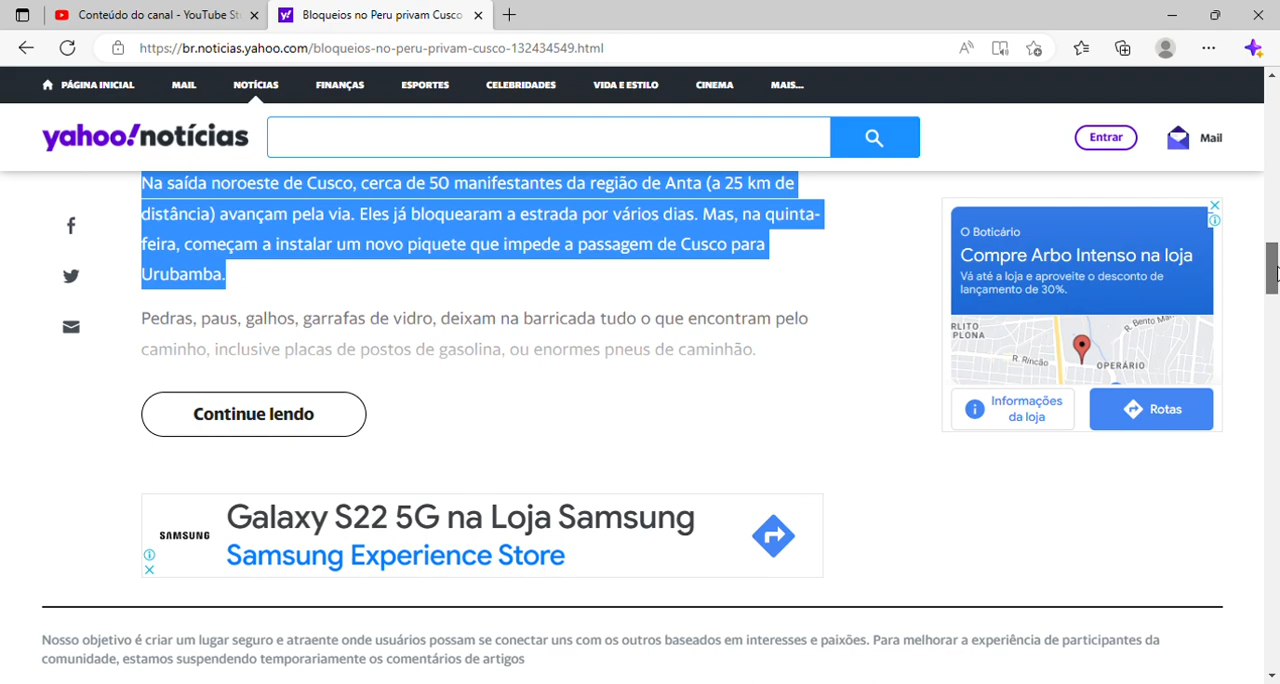 Conteúdo do canal - YouTube St
Bloqueios no Peru privam Cusco
https://br.noticias.yahoo.com/bloqueios-no-peru-privam-cusco-132434549.html
PÁGINA INICIAL MAIL NOTÍCIAS FINANÇAS ESPORTES CELEBRIDADES VIDA E ESTILO CINEMA MAIS...
yahoo!notícias
Entrar
Mail
Na saída noroeste de Cusco, cerca de 50 manifestantes da região de Anta (a 25 km de
distância) avançam pela via. Eles já bloquearam a estrada por vários dias. Mas, na quinta-
feira, começam a instalar um novo piquete que impede a passagem de Cusco para
Urubamba.
Pedras, paus, galhos, garrafas de vidro, deixam na barricada tudo o que encontram pelo
caminho, inclusive placas de postos de gasolina, ou enormes pneus de caminhão.
Continue lendo
O Boticário
Compre Arbo Intenso na loja
Vá até a loja e aproveite o desconto de
lançamento de 30%.
RLITO
PLONA
R. Bento Ma
R. Rincão
OPERÁRIO
Informações
da loja
Rotas
SAMSUNG
Galaxy S22 5G na Loja Samsung
Samsung Experience Store
Nosso objetivo é criar um lugar seguro e atraente onde usuários possam se conectar uns com os outros baseados em interesses e paixões. Para melhorar a experiência de participantes da
comunidade, estamos suspendendo temporariamente os comentários de artigos